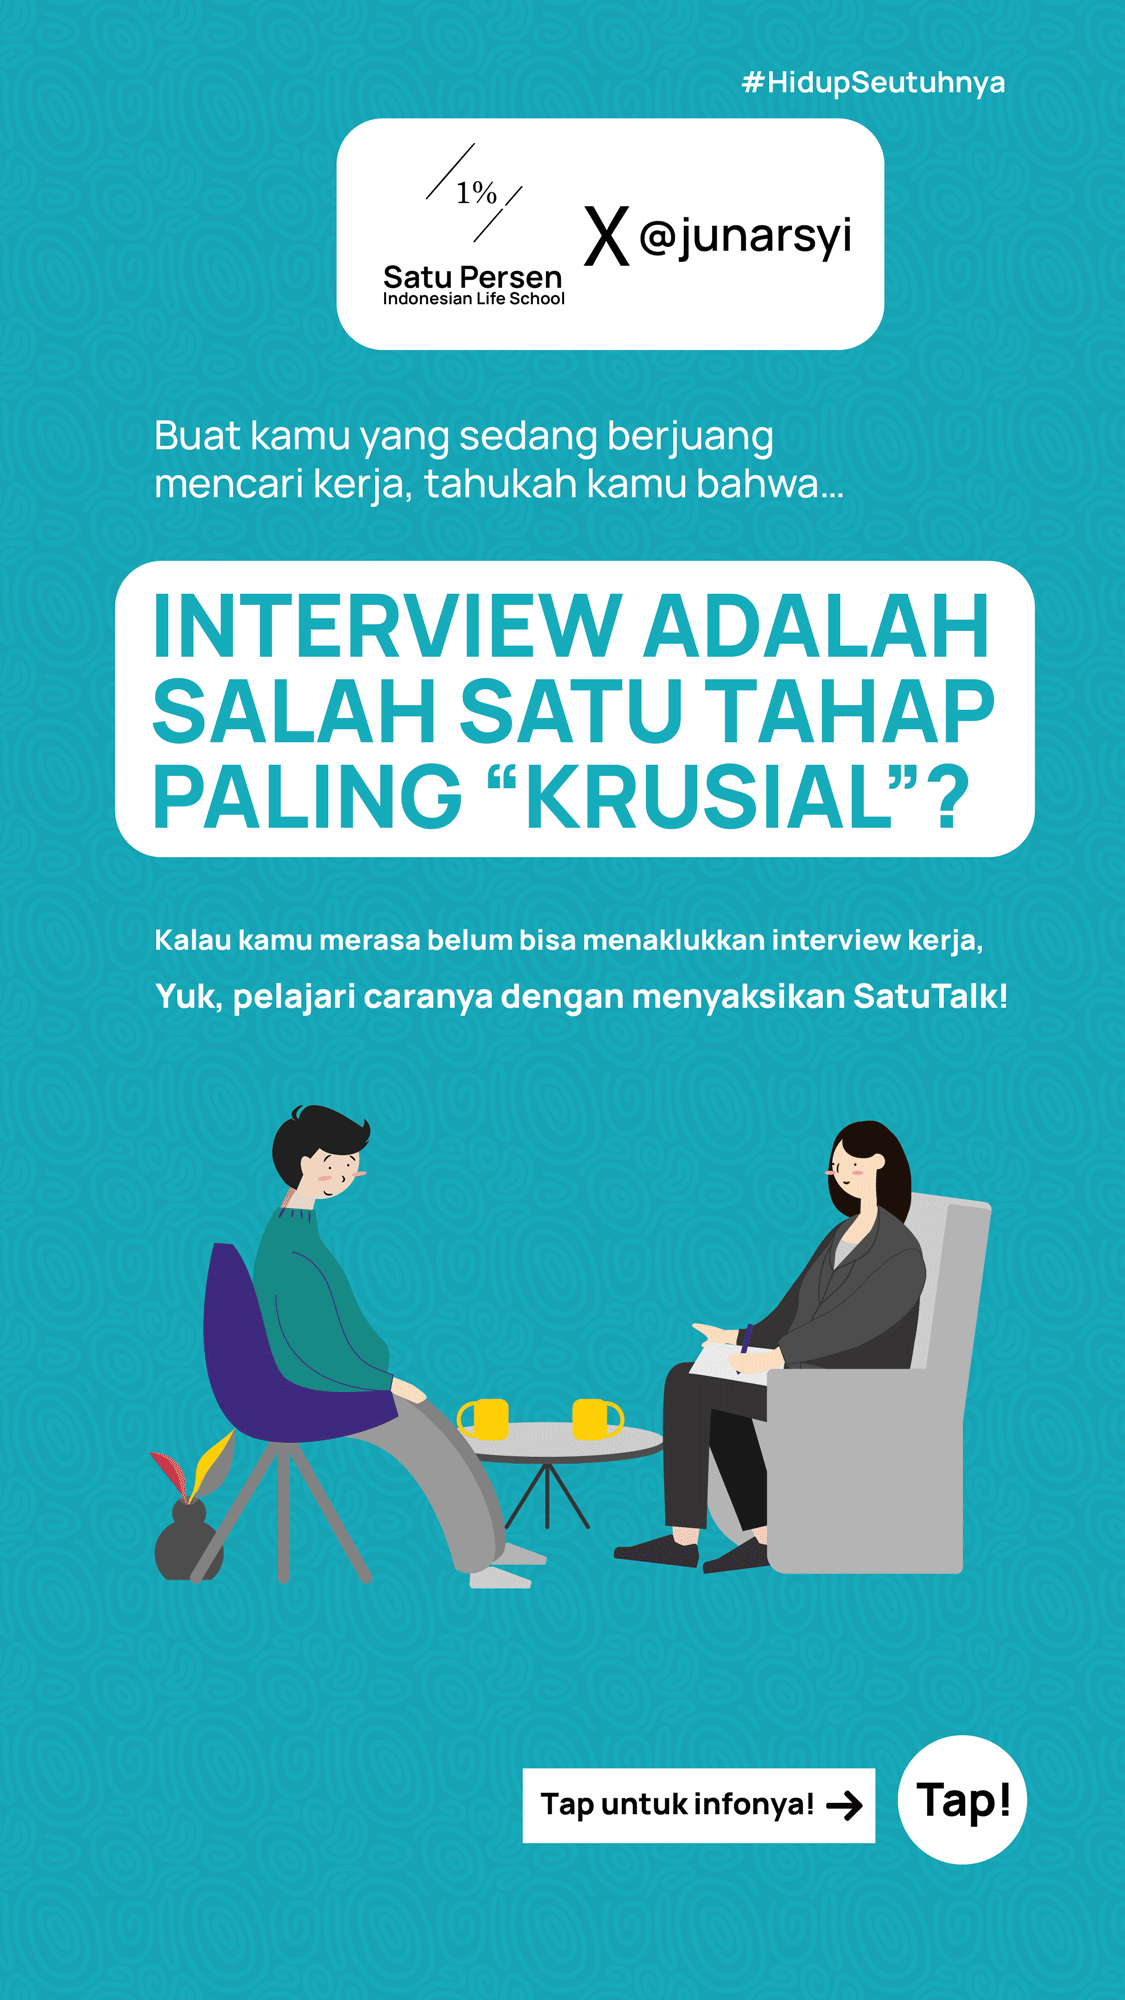 #HidupSeutuhnya
1%
Satu Persen
Indonesian Life School
X @junarsyi
Buat kamu yang sedang berjuang
mencari kerja, tahukah kamu bahwa...
INTERVIEW ADALAH
SALAH SATU TAHAP
PALING “KRUSIAL”?
Kalau kamu merasa belum bisa menaklukkan interview kerja,
Yuk, pelajari caranya dengan menyaksikan SatuTalk!
Tap untuk infonya! →
Tap!